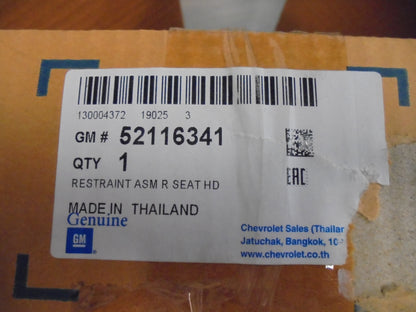 130004372 19025 3
GM # 52116341
QTY 1
RESTRAINT ASM R SEAT HD
EAC
MADE IN THAILAND
Genuine
GM
Chevrolet Sales (Thailan
Jatuchak, Bangkok, 10
www.chevrolet.co.th